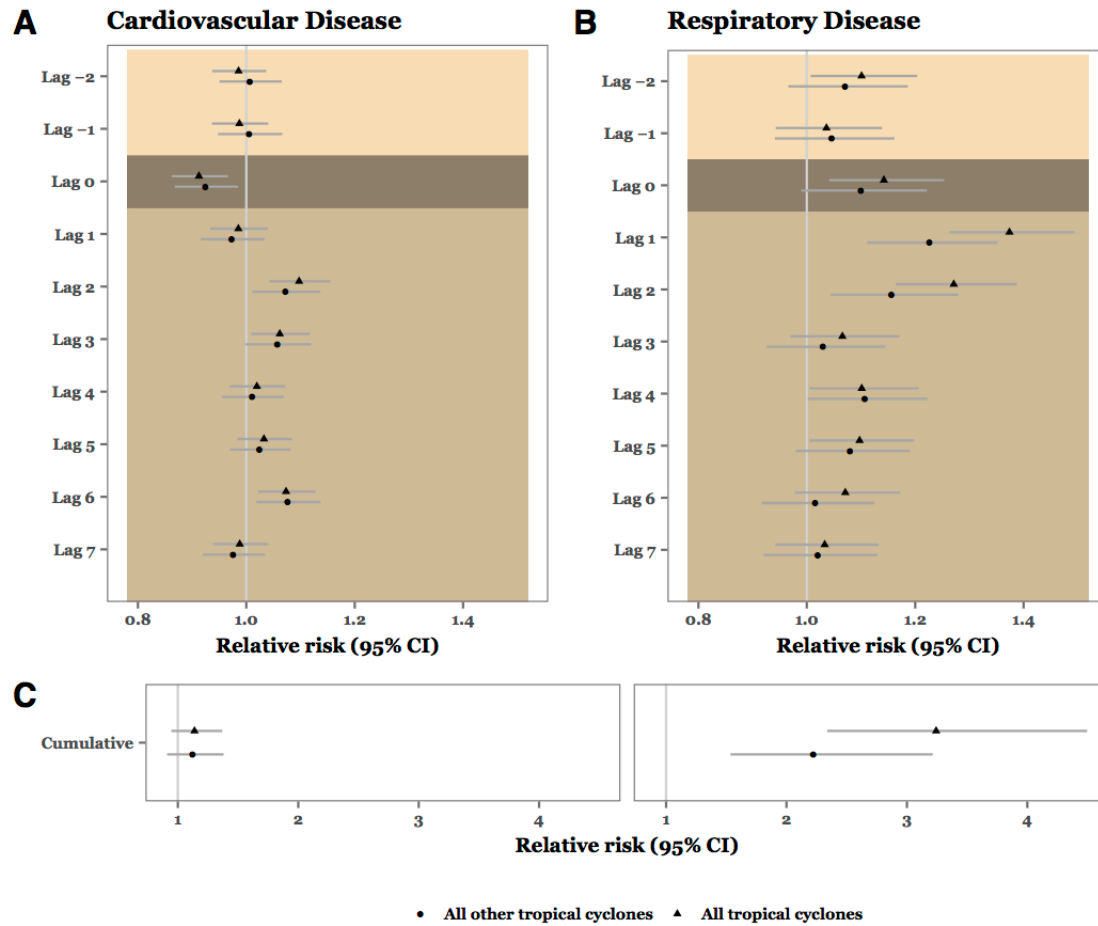 A Cardiovascular Disease
Lag −2
Lag −1
Lag 0
Lag 1
Lag 2
Lag 3
Lag 4
Lag 5
Lag 6
Lag 7
0.8 1.0 1.2 1.4
Relative risk (95% CI)
B Respiratory Disease
Lag −2
Lag −1
Lag 0
Lag 1
Lag 2
Lag 3
Lag 4
Lag 5
Lag 6
Lag 7
0.8 1.0 1.2 1.4
Relative risk (95% CI)
C
Cumulative
1 2 3 4
1 2 3 4
Relative risk (95% CI)
All other tropical cyclones All tropical cyclones